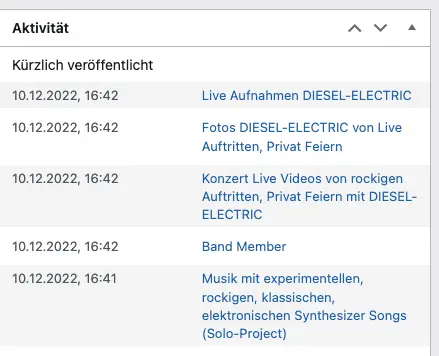 Aktivität
Kürzlich veröffentlicht
10.12.2022, 16:42 Live Aufnahmen DIESEL-ELECTRIC
10.12.2022, 16:42 Fotos DIESEL-ELECTRIC von Live
Auftritten, Privat Feiern
10.12.2022, 16:42 Konzert Live Videos von rockigen
Auftritten, Privat Feiern mit DIESEL-
ELECTRIC
10.12.2022, 16:42 Band Member
10.12.2022, 16:41 Musik mit experimentellen,
rockigen, klassischen,
elektronischen Synthesizer Songs
(Solo-Project)